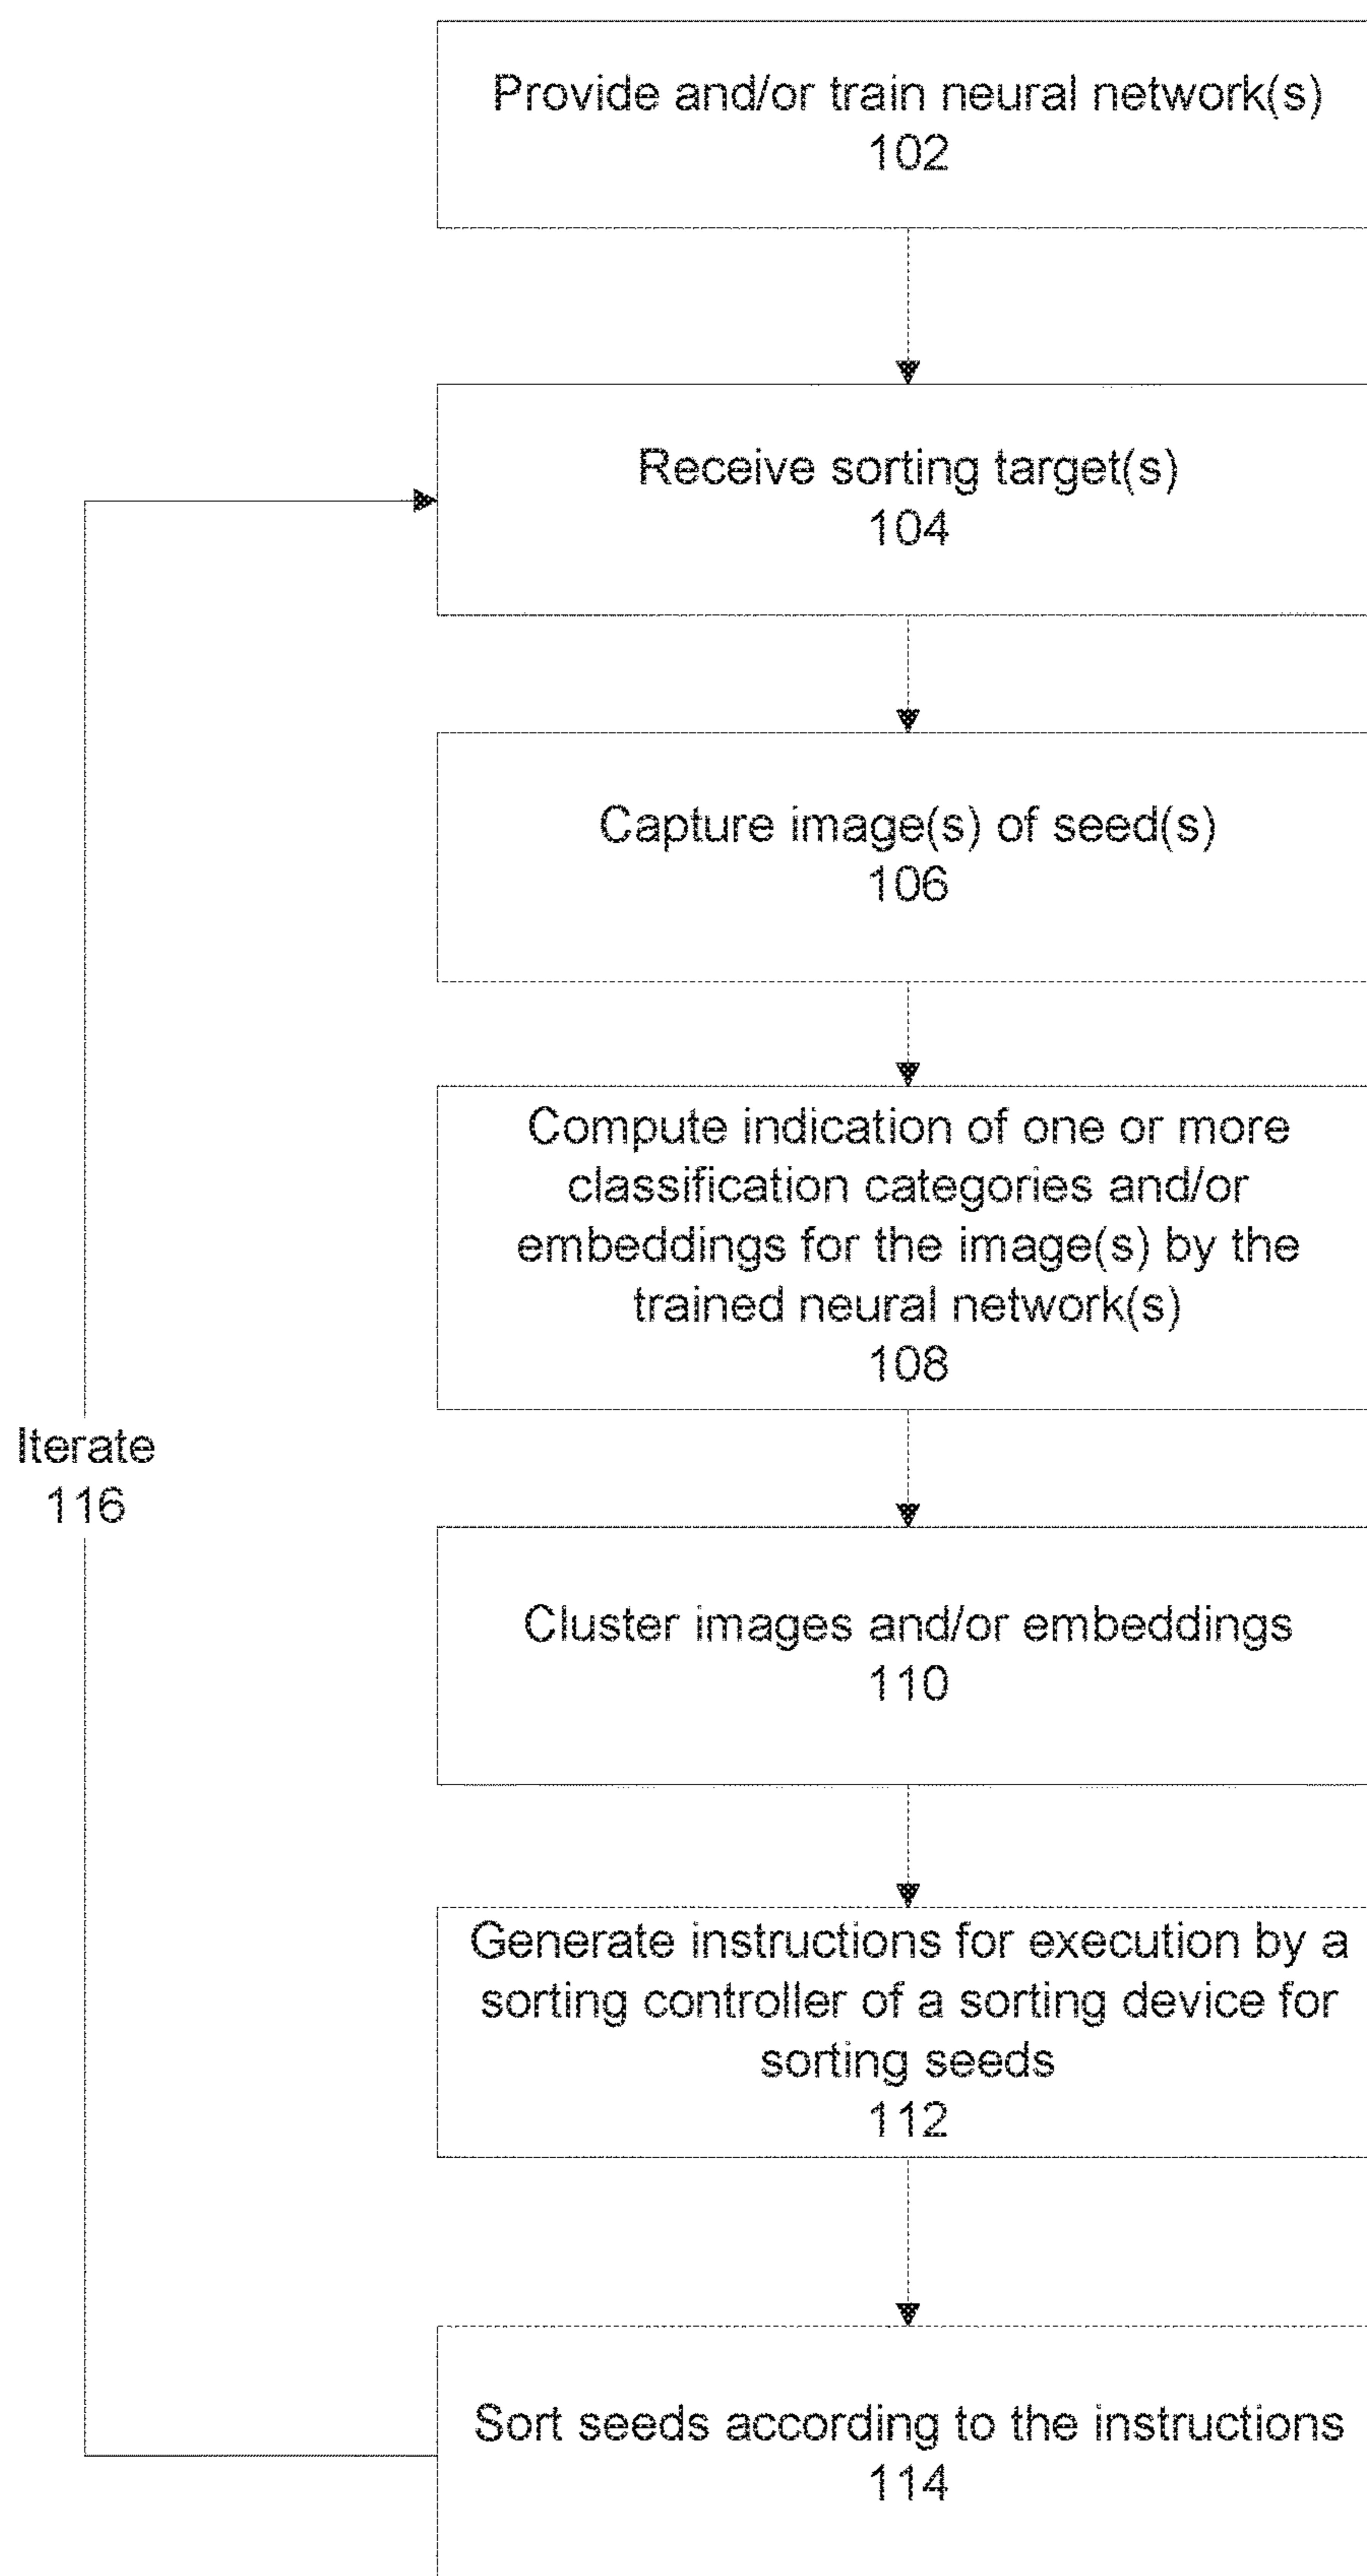 Provide and/or train neural network(s)
102
Receive sorting target(s)
104
Capture image(s) of seed(s)
106
Compute indication of one or more
classification categories and/or
embeddings for the image(s) by the
trained neural network(s)
108
Iterate
116
Cluster images and/or embeddings
110
Generate instructions for execution by a
sorting controller of a sorting device for
sorting seeds
112
Sort seeds according to the instructions
114